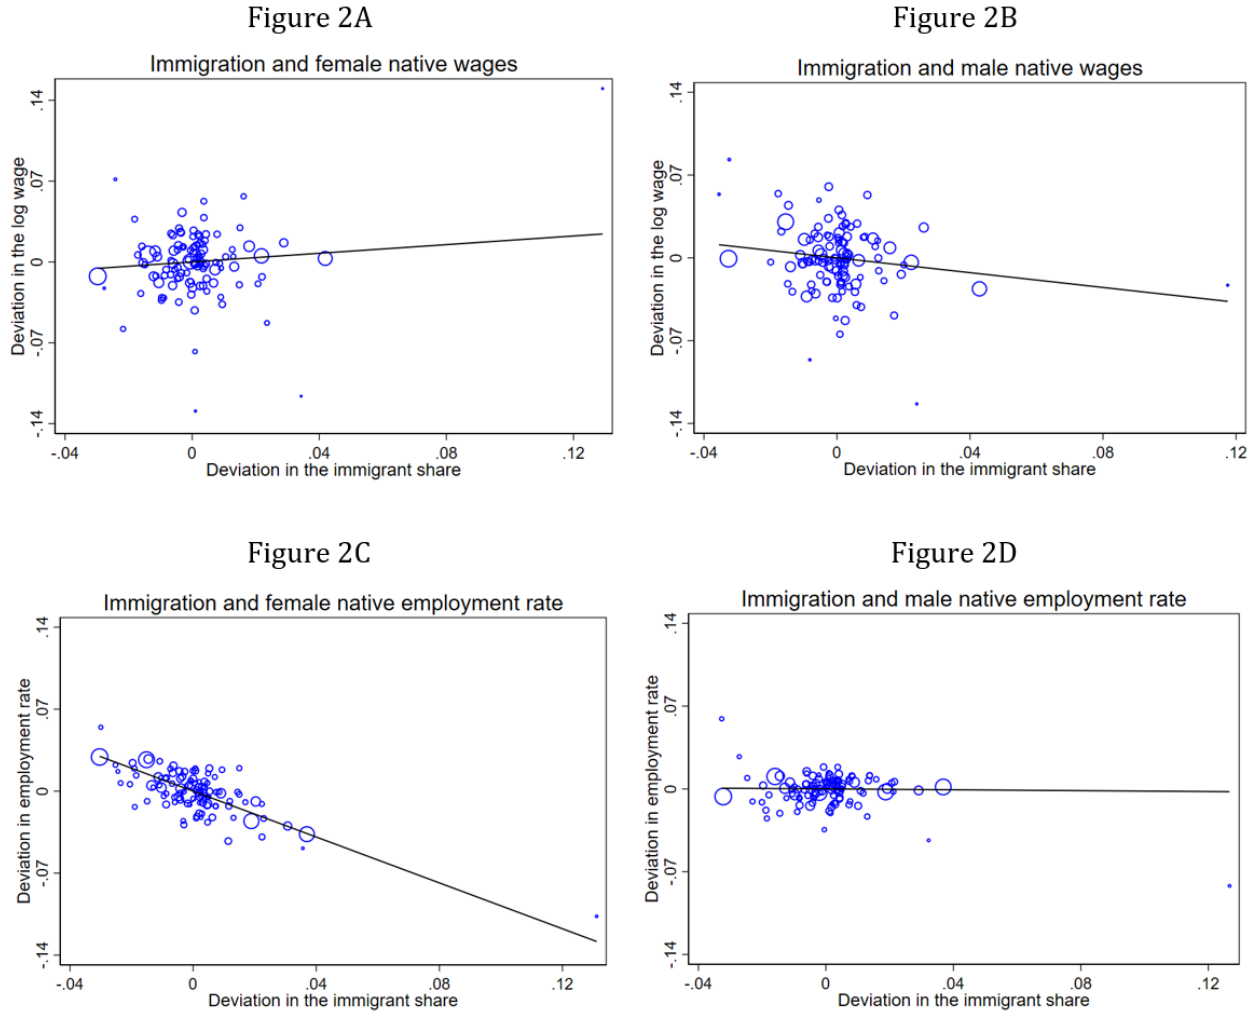 Figure 2A
Immigration and female native wages
Deviation in the log wage
.14
.07
0
-.07
-.14
-.04
0
.04
.08
.12
Deviation in the immigrant share
Figure 2B
Immigration and male native wages
Deviation in the log wage
.14
.07
0
-.07
-.14
-.04
0
.04
.08
.12
Deviation in the immigrant share
Figure 2C
Immigration and female native employment rate
Deviation in employment rate
.14
.07
0
-.07
-.14
-.04
0
.04
.08
.12
Deviation in the immigrant share
Figure 2D
Immigration and male native employment rate
Deviation in employment rate
.14
.07
0
-.07
-.14
-.04
0
.04
.08
.12
Deviation in the immigrant share